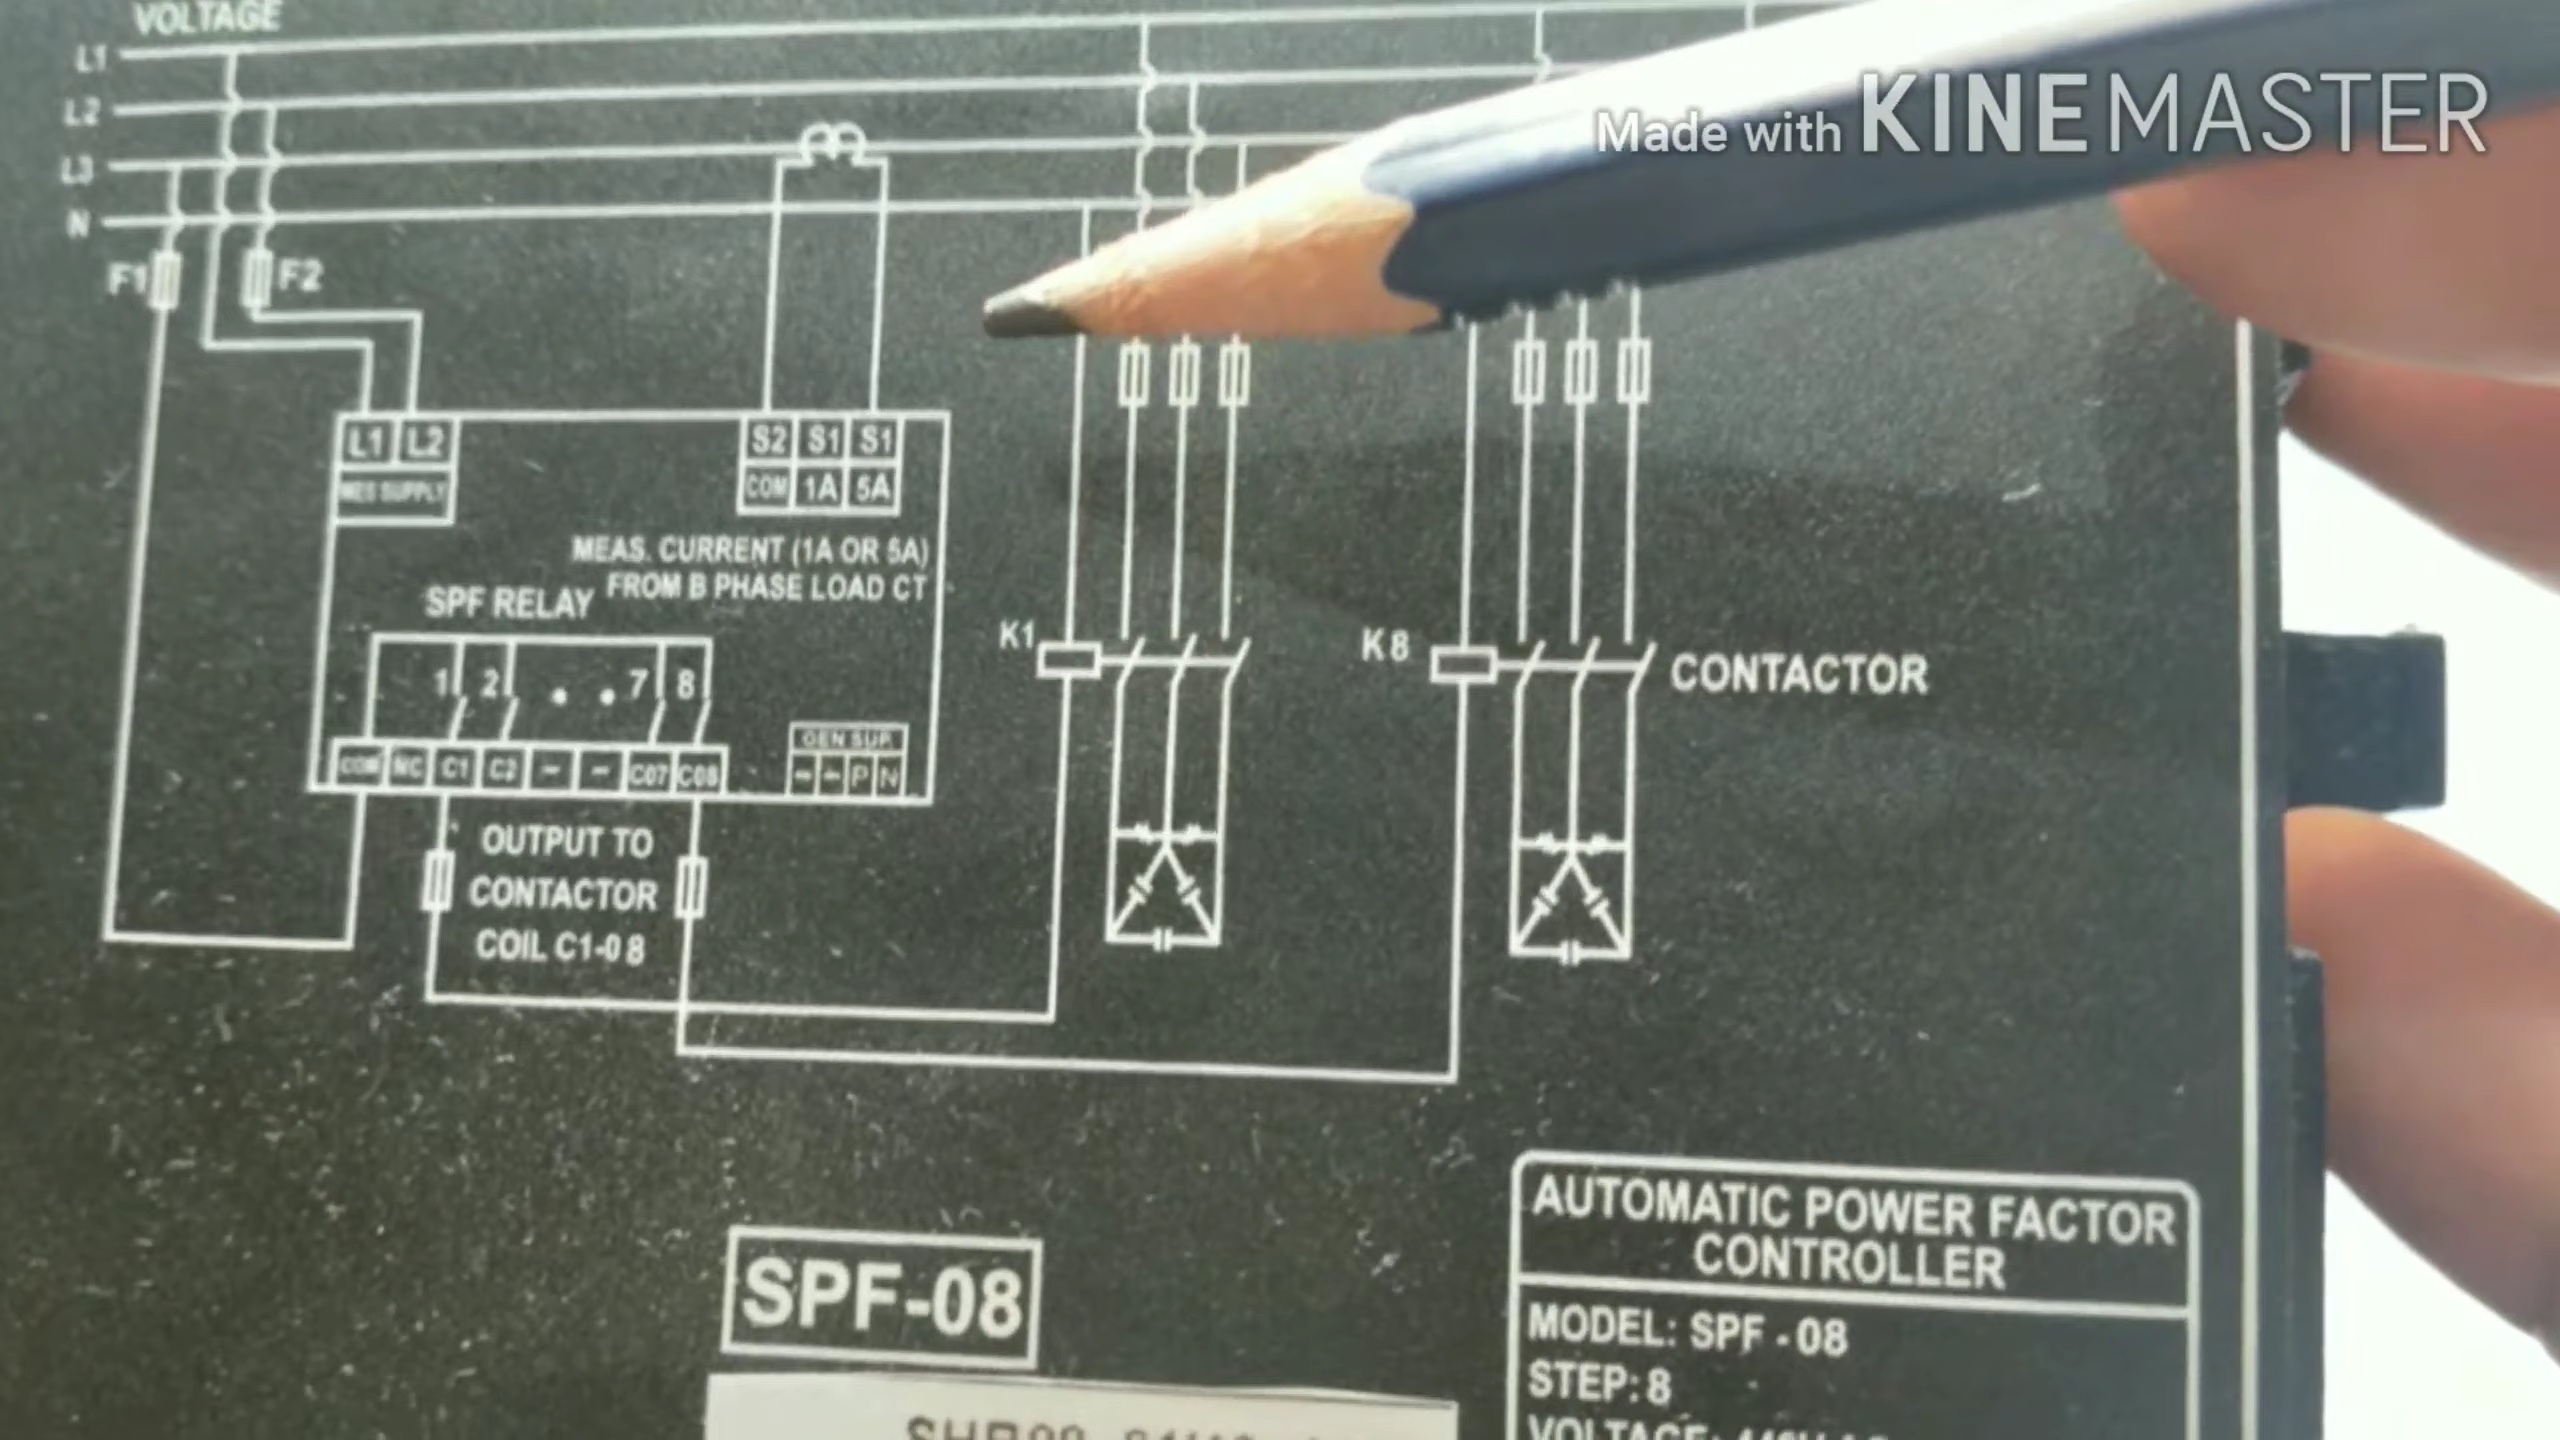 VOLTAGE
L1
L2
L3
N
Made with KINEMASTER
F1
F2
L1 L2
MES SUPPLY
S2 S1 S1
COM 1A 5A
MEAS. CURRENT (1A OR 5A)
FROM B PHASE LOAD CT
SPF RELAY
1 2 . . 7 8
COM NC C1 C2 - - C07 C08
GEN SUP.
- - P N
K1
K8
CONTACTOR
OUTPUT TO
CONTACTOR
COIL C1-08
SPF-08
AUTOMATIC POWER FACTOR
CONTROLLER
MODEL: SPF - 08
STEP: 8
VOLTAGE: